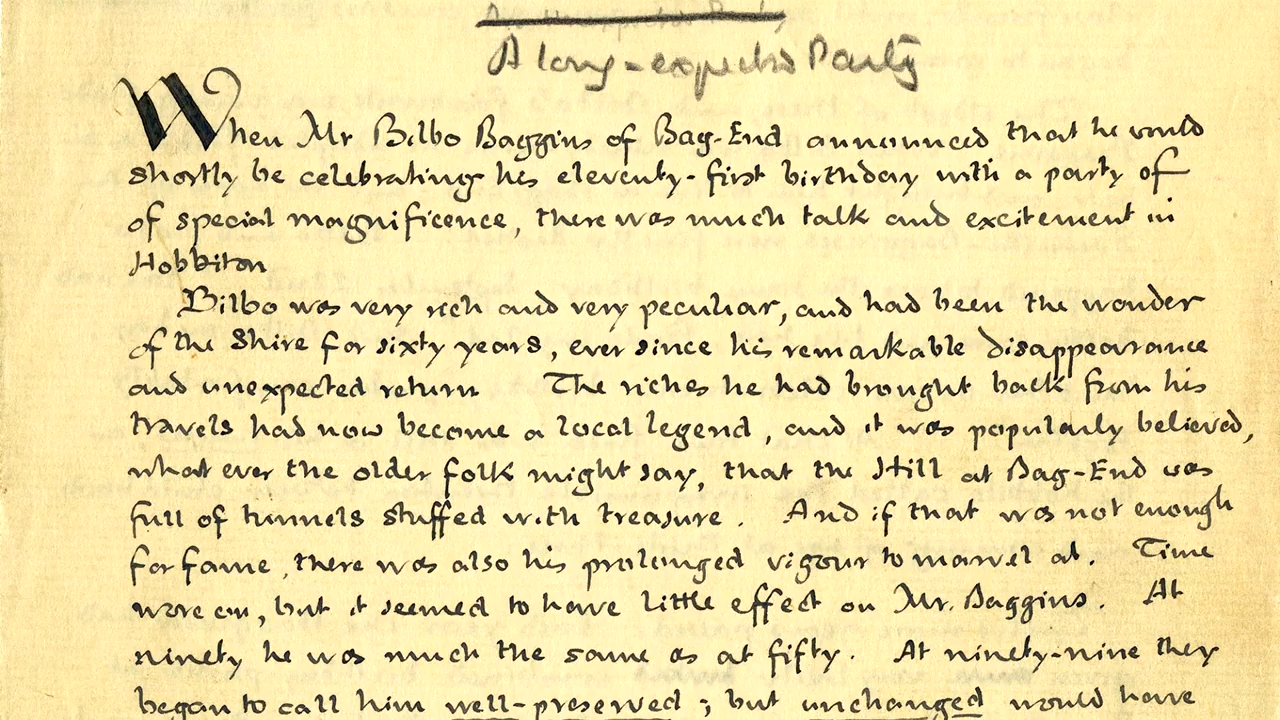 A long-expected Party
When Mr Bilbo Baggins of Bag-End announced that he would
shortly be celebrating his eleventy-first birthday with a party of
of special magnificence, there was much talk and excitement in
Hobbiton
Bilbo was very rich and very peculiar, and had been the wonder
of the Shire for sixty years, ever since his remarkable disappearance
and unexpected return The riches he had brought back from his
travels had now become a local legend, and it was popularly believed,
what ever the older folk might say, that the Hill at Bag-End was
full of tunnels stuffed with treasure. And if that was not enough
for fame, there was also his prolonged vigour to marvel at. Time
wore on, but it seemed to have little effect on Mr. Baggins. At
ninety he was much the same as at fifty. At ninety-nine they
began to call him well-preserved; but unchanged would have